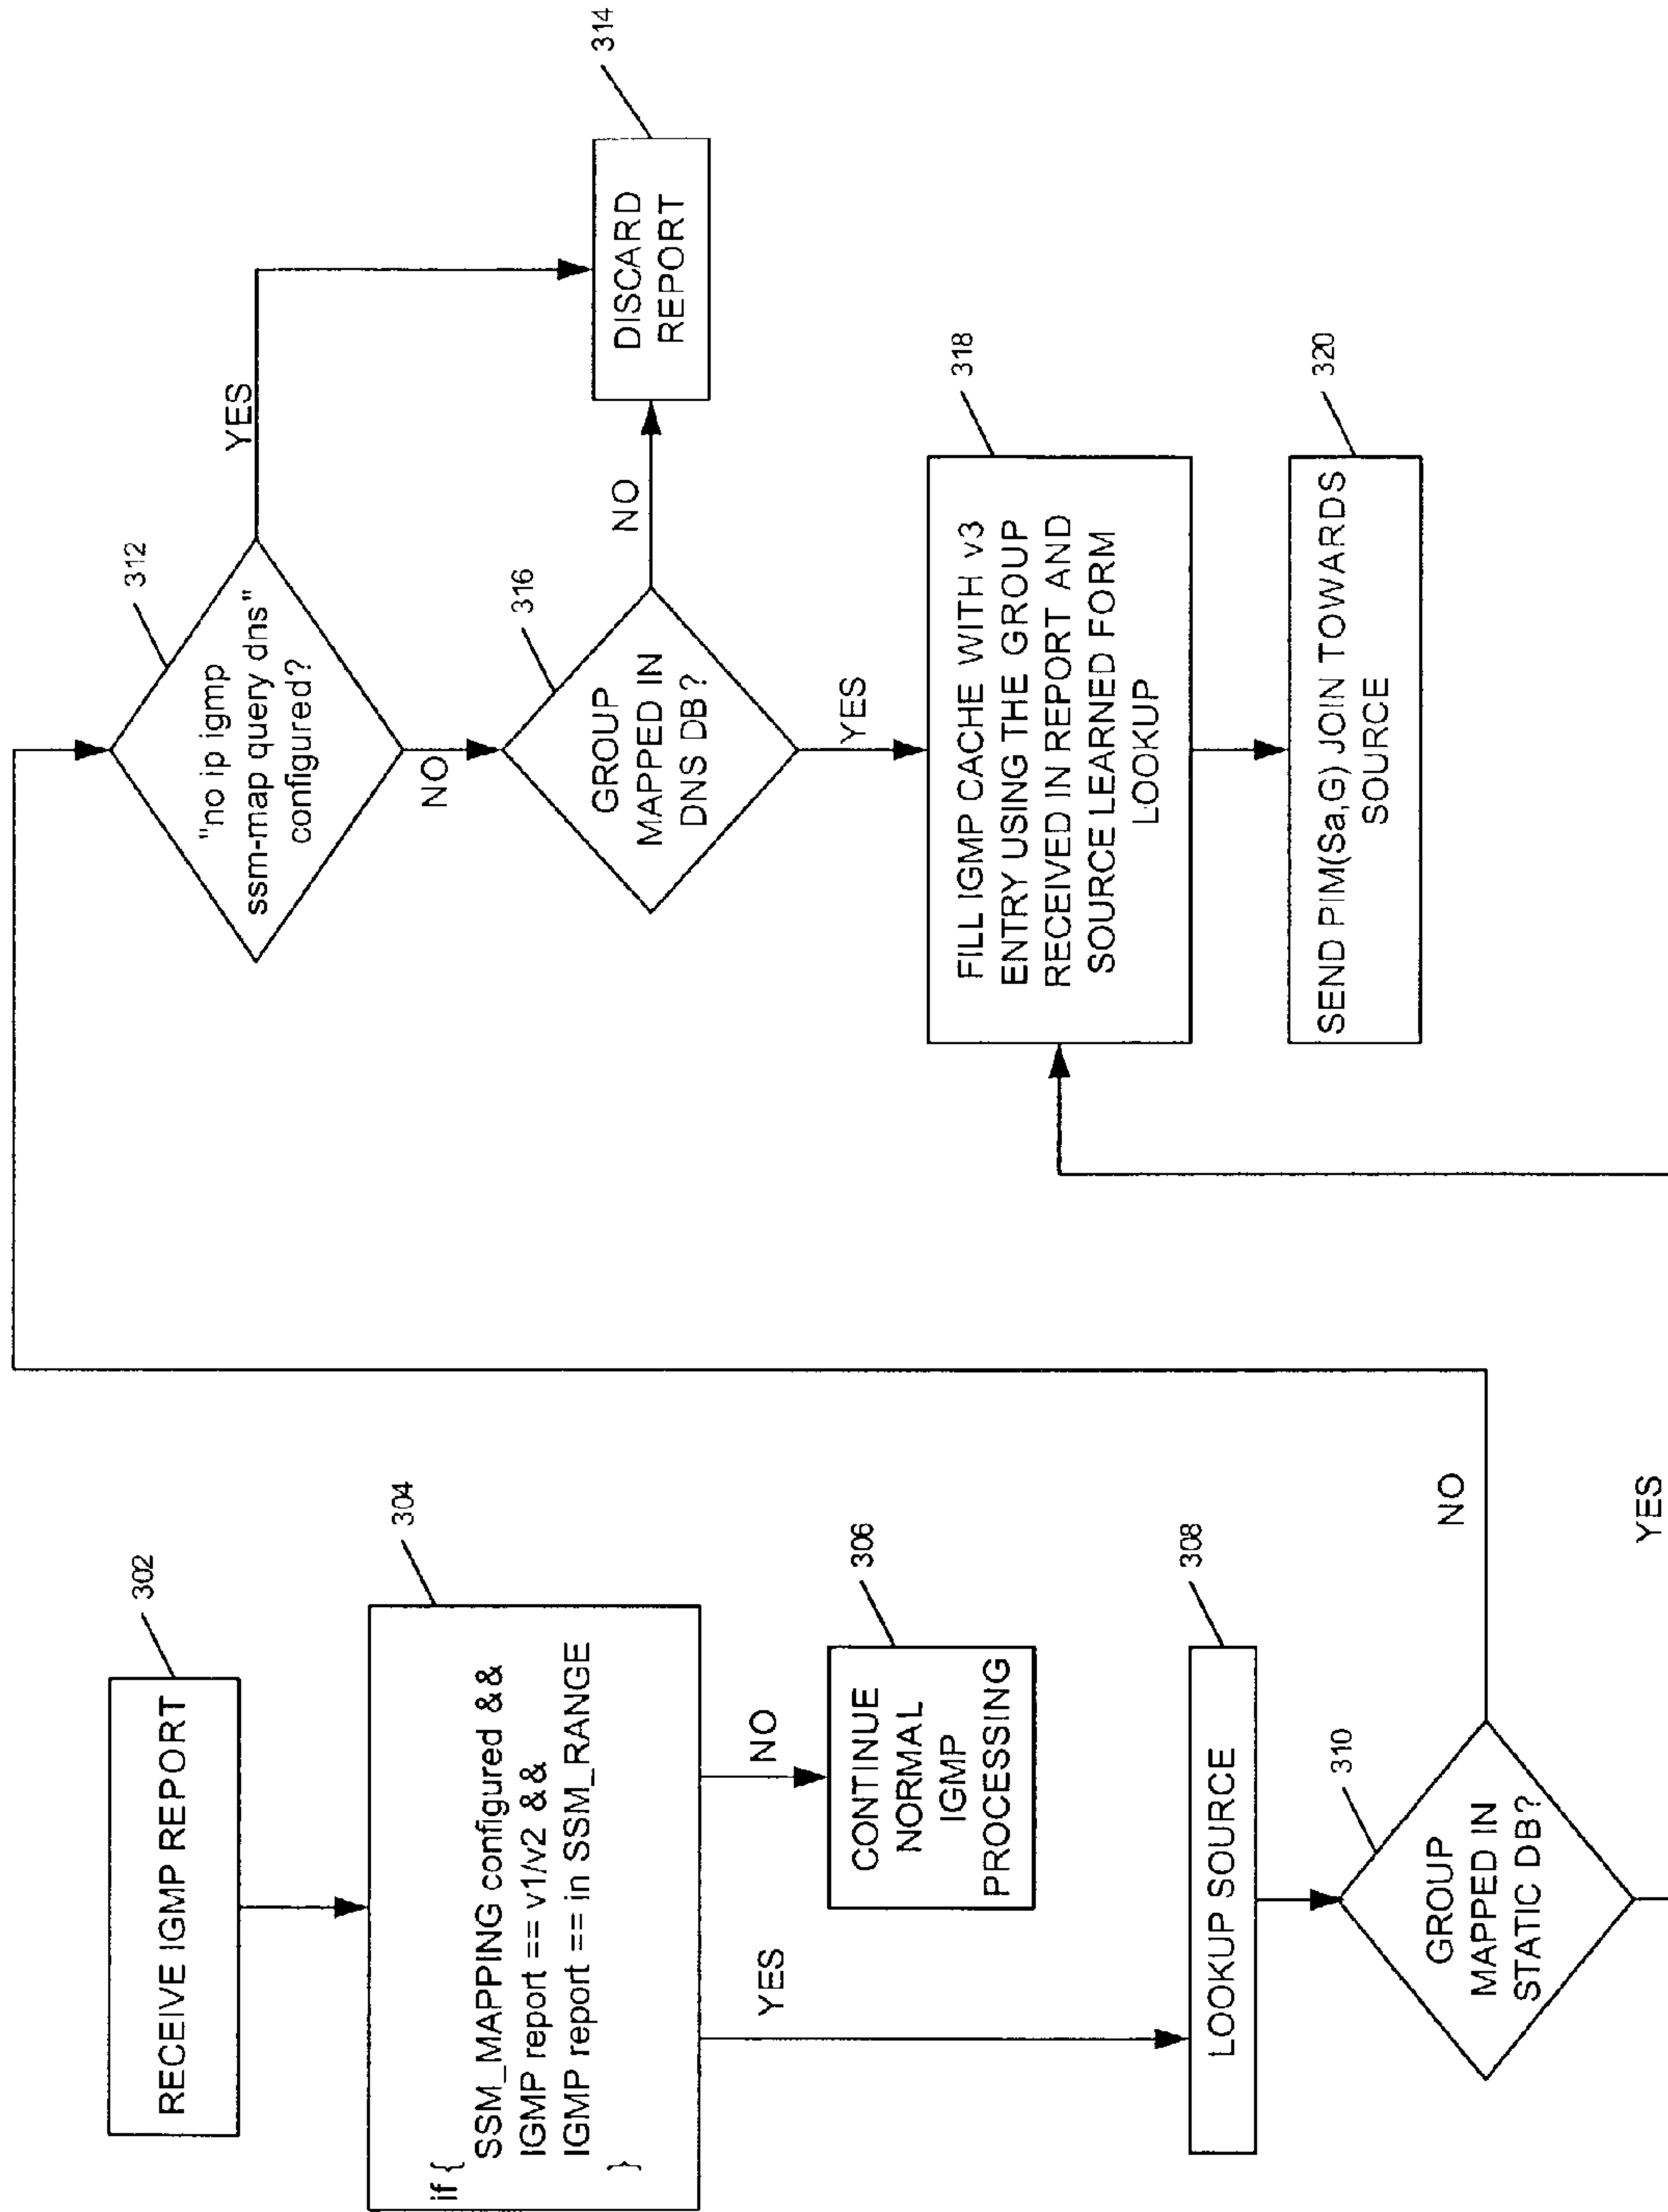 302
RECEIVE IGMP REPORT
304
if {
SSM_MAPPING configured &&
IGMP report == v1/v2 &&
IGMP report == in SSM_RANGE
}
NO
YES
306
CONTINUE
NORMAL
IGMP
PROCESSING
308
LOOKUP SOURCE
310
GROUP
MAPPED IN
STATIC DB?
NO
YES
312
"no ip igmp
ssm-map query dns"
configured?
YES
NO
314
DISCARD
REPORT
316
GROUP
MAPPED IN
DNS DB?
NO
YES
318
FILL IGMP CACHE WITH v3
ENTRY USING THE GROUP
RECEIVED IN REPORT AND
SOURCE LEARNED FORM
LOOKUP
320
SEND PIM(Sa,G) JOIN TOWARDS
SOURCE